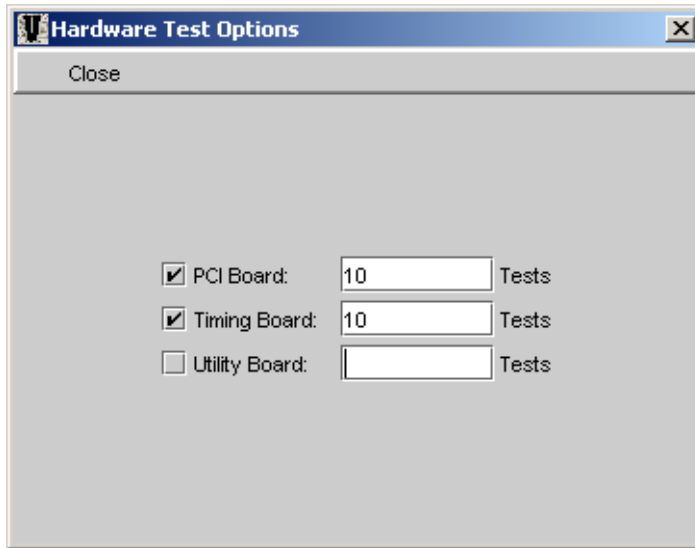 Hardware Test Options
Close
PCI Board: 10 Tests
Timing Board: 10 Tests
Utility Board: Tests